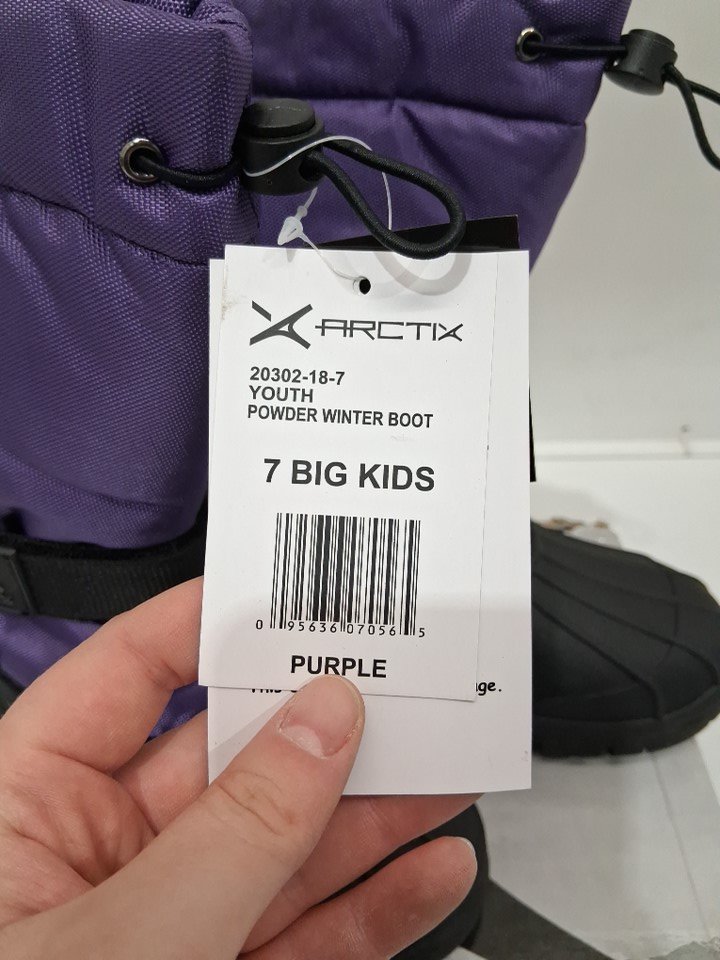 ARCTIX
20302-18-7
YOUTH
POWDER WINTER BOOT
7 BIG KIDS
0 95636 07056 5
PURPLE